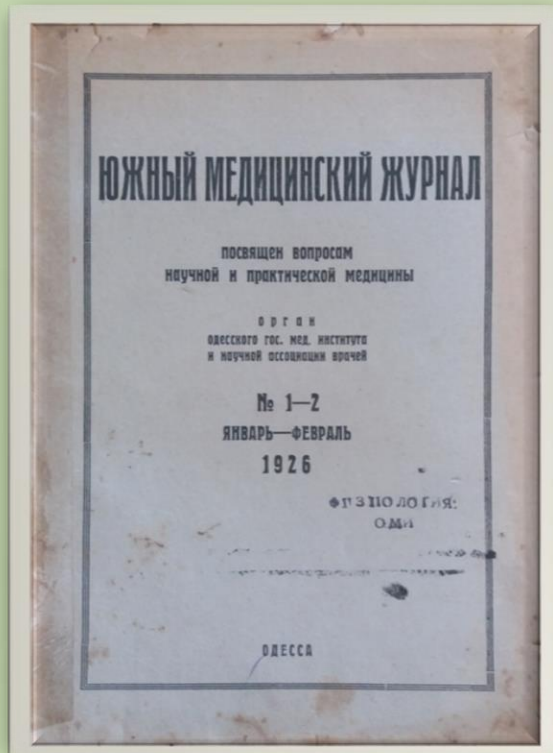 ЮЖНЫЙ МЕДИЦИНСКИЙ ЖУРНАЛ
посвящен вопросам
научной и практической медицины
орган
одесского гос. мед. института
и научной ассоциации врачей
№ 1—2
ЯНВАРЬ—ФЕВРАЛЬ
1926
ФПЗПОЛОГИЯ:
ОМИ
ОДЕССА